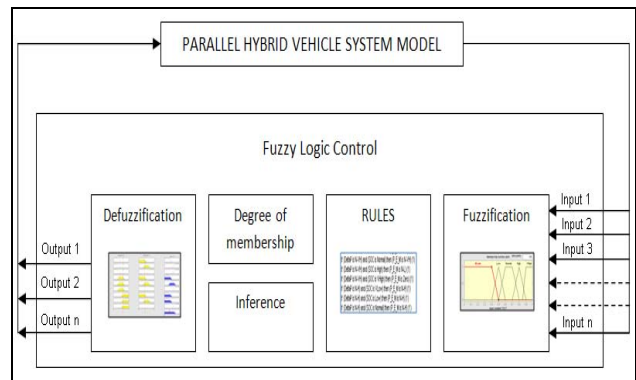 PARALLEL HYBRID VEHICLE SYSTEM MODEL
Fuzzy Logic Control
Defuzzification
Degree of
membership
Inference
RULES
Fuzzification
Input 1
Input 2
Input 3
Input n
Output 1
Output 2
Output n